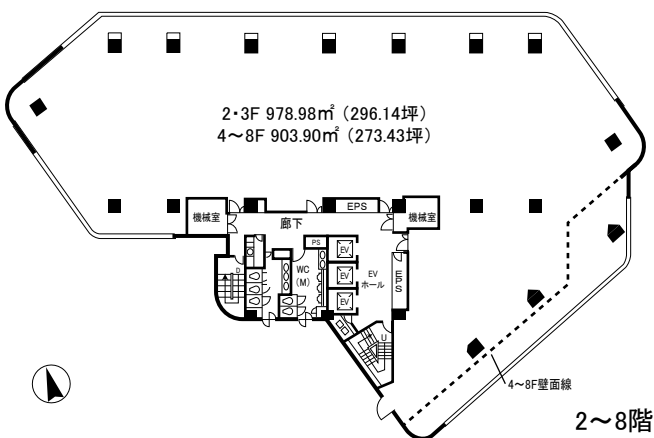 2・3F 978.98㎡（296.14坪）
4～8F 903.90㎡（273.43坪）
機械室
廊下
EPS
機械室
PS
EV
EV
EV
WC
(M)
EV
ホール
EPS
D
U
4～8F壁面線
2～8階